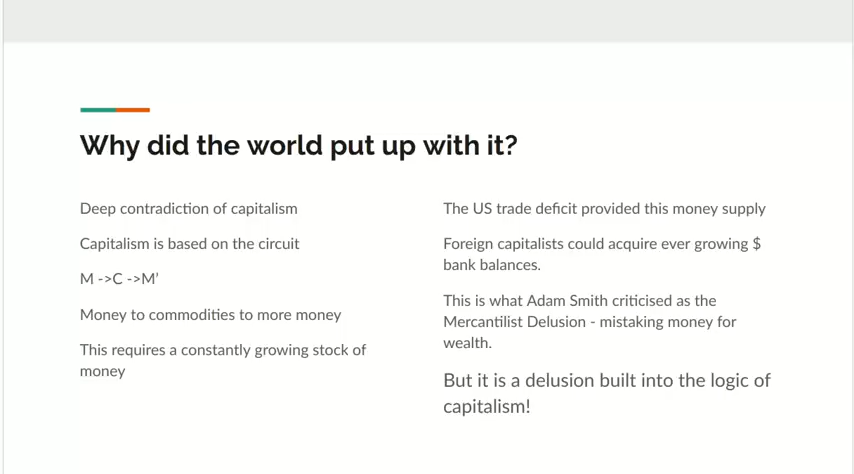 Why did the world put up with it?
Deep contradiction of capitalism
Capitalism is based on the circuit
M ->C ->M’
Money to commodities to more money
This requires a constantly growing stock of
money
The US trade deficit provided this money supply
Foreign capitalists could acquire ever growing $
bank balances.
This is what Adam Smith criticised as the
Mercantilist Delusion - mistaking money for
wealth.
But it is a delusion built into the logic of
capitalism!